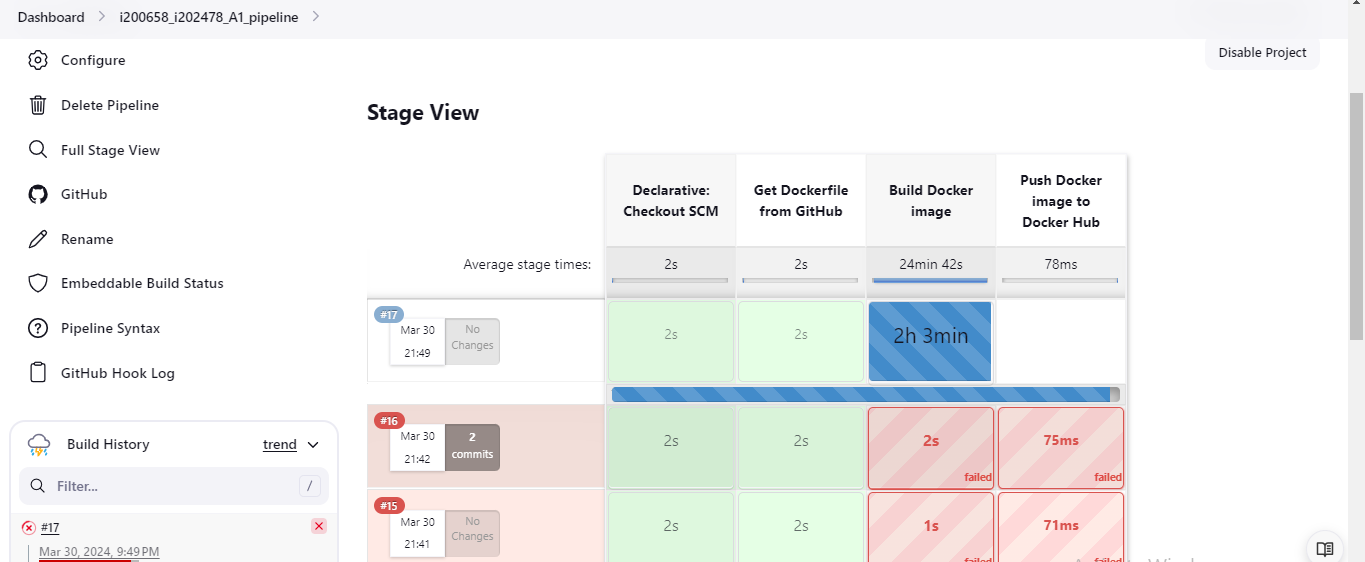 Dashboard
i200658_i202478_A1_pipeline
Disable Project
Configure
Delete Pipeline
Full Stage View
GitHub
Rename
Embeddable Build Status
Pipeline Syntax
GitHub Hook Log
Build History
trend
Filter...
/
#17
Mar 30, 2024, 9:49 PM
Stage View
Declarative:
Checkout SCM
Get Dockerfile
from GitHub
Build Docker
image
Push Docker
image to
Docker Hub
Average stage times:
2s
2s
24min 42s
78ms
#17
Mar 30
21:49
No
Changes
2s
2s
2h 3min
#16
Mar 30
21:42
2
commits
2s
2s
2s
failed
75ms
failed
#15
Mar 30
21:41
No
Changes
2s
2s
1s
failed
71ms
failed